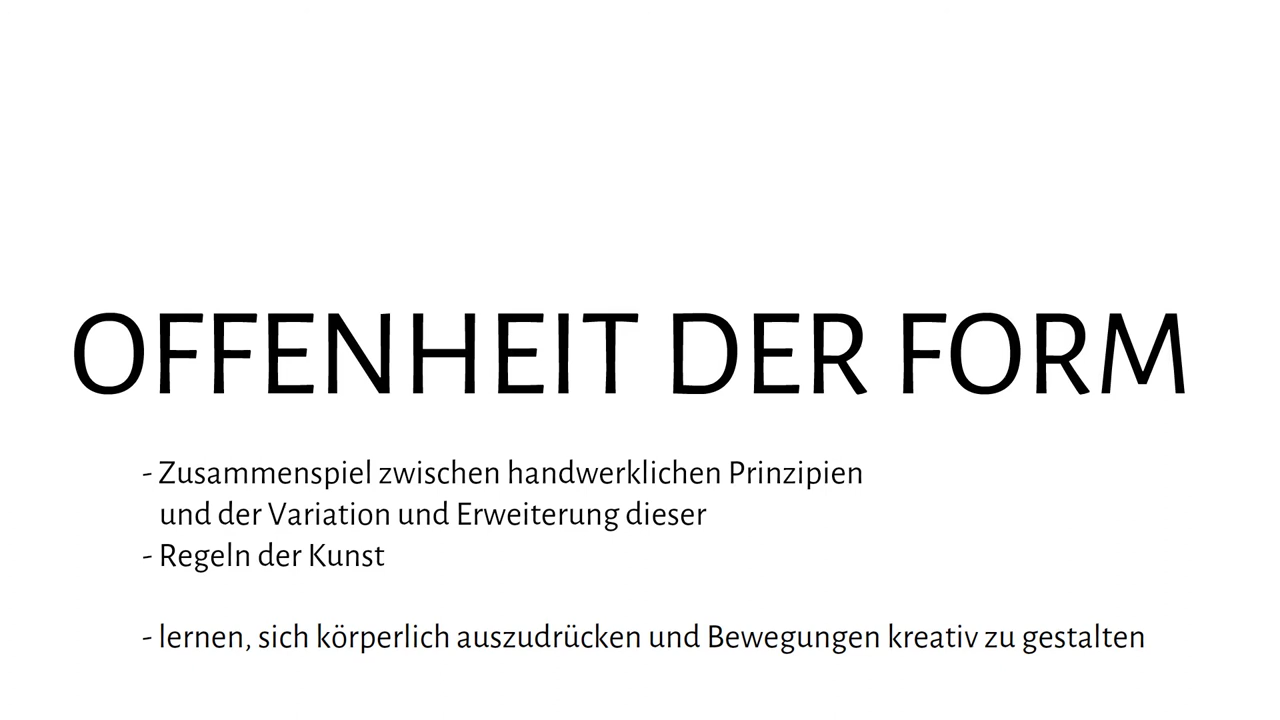 OFFENHEIT DER FORM
- Zusammenspiel zwischen handwerklichen Prinzipien
und der Variation und Erweiterung dieser
- Regeln der Kunst
- lernen, sich körperlich auszudrücken und Bewegungen kreativ zu gestalten